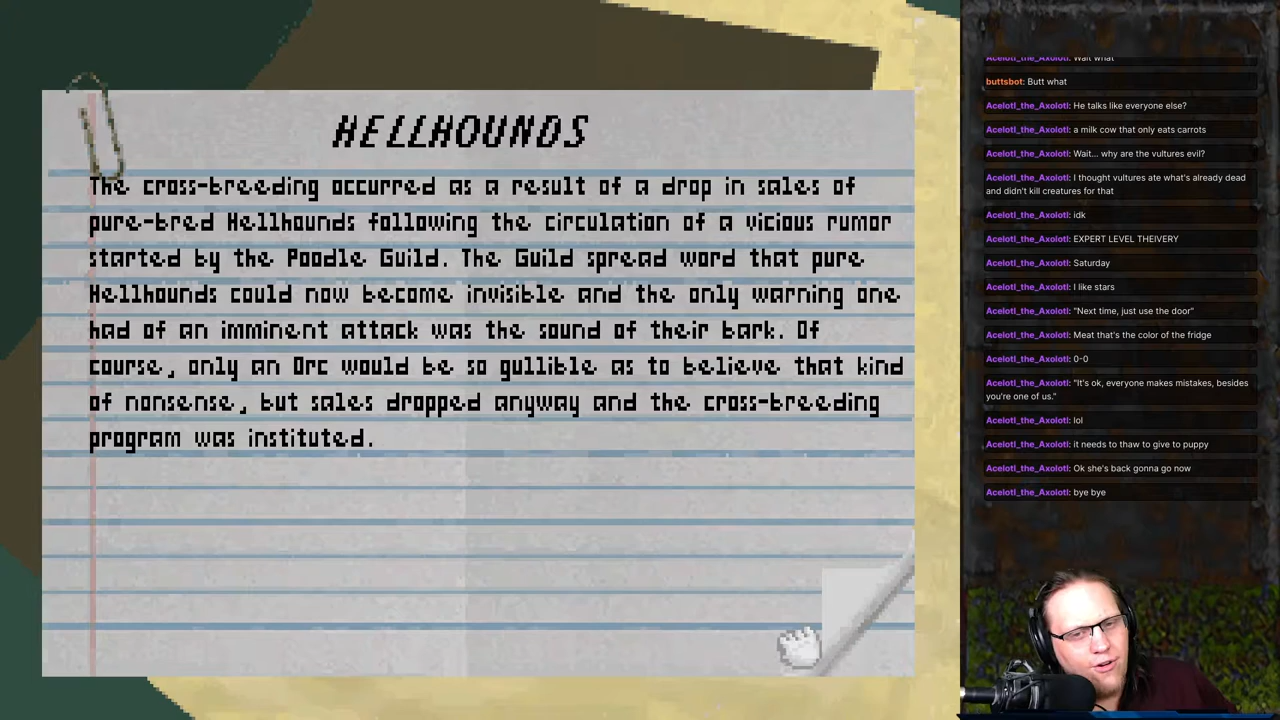 HELLHOUNDS
The cross-breeding occurred as a result of a drop in sales of
pure-bred Hellhounds following the circulation of a vicious rumor
started by the Poodle Guild. The Guild spread word that pure
Hellhounds could now become invisible and the only warning one
had of an imminent attack was the sound of their bark. Of
course, only an Orc would be so gullible as to believe that kind
of nonsense, but sales dropped anyway and the cross-breeding
program was instituted.
Acelotl_the_Axolotl: Wait what
buttsbot: Butt what
Acelotl_the_Axolotl: He talks like everyone else?
Acelotl_the_Axolotl: a milk cow that only eats carrots
Acelotl_the_Axolotl: Wait... why are the vultures evil?
Acelotl_the_Axolotl: I thought vultures ate what's already dead
and didn't kill creatures for that
Acelotl_the_Axolotl: idk
Acelotl_the_Axolotl: EXPERT LEVEL THEIVERY
Acelotl_the_Axolotl: Saturday
Acelotl_the_Axolotl: I like stars
Acelotl_the_Axolotl: "Next time, just use the door"
Acelotl_the_Axolotl: Meat that's the color of the fridge
Acelotl_the_Axolotl: 0-0
Acelotl_the_Axolotl: "It's ok, everyone makes mistakes, besides
you're one of us."
Acelotl_the_Axolotl: lol
Acelotl_the_Axolotl: it needs to thaw to give to puppy
Acelotl_the_Axolotl: Ok she's back gonna go now
Acelotl_the_Axolotl: bye bye